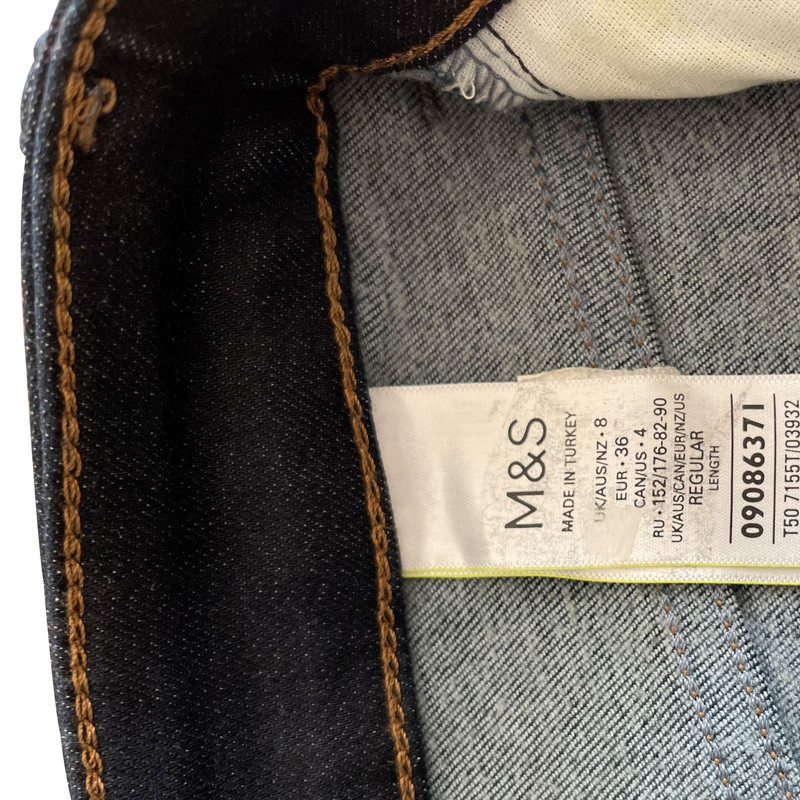 M&S
MADE IN TURKEY
UK/AUS/NZ • 8
EUR • 36
CAN/US • 4
RU • 152/176-82-90
UK/AUS/CAN/EUR/NZ/US
REGULAR
LENGTH
09086371
T50 7155T/03932